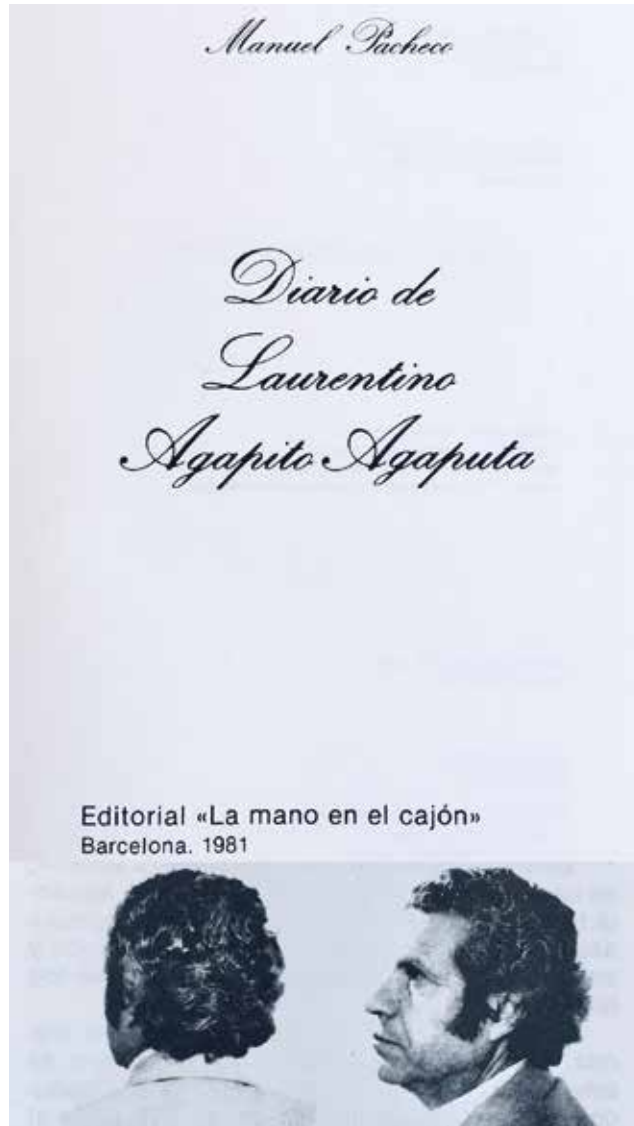 Manuel Pacheco
Diario de
Laurentino
Agapito Agaputa
Editorial «La mano en el cajón»
Barcelona. 1981